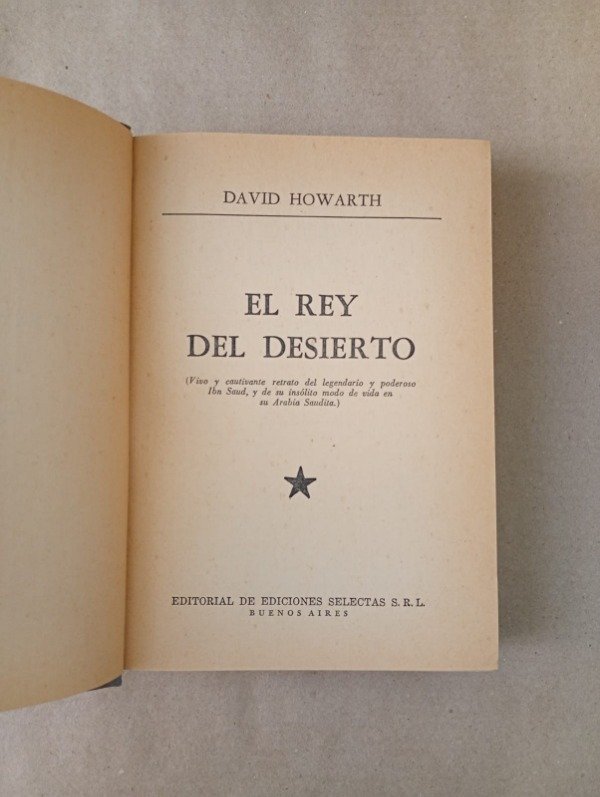 DAVID HOWARTH
EL REY
DEL DESIERTO
(Vivo y cautivante retrato del legendario y poderoso
Ibn Saud, y de su insólito modo de vida en
su Arabia Saudita.)
EDITORIAL DE EDICIONES SELECTAS S. R. L.
BUENOS AIRES